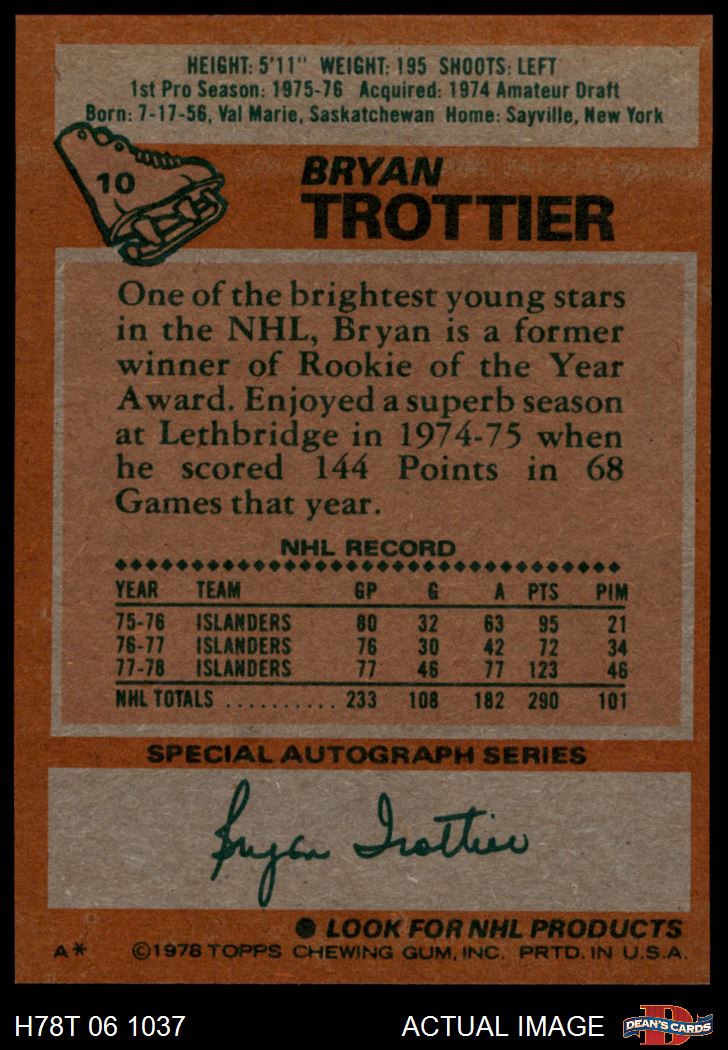 HEIGHT: 5'11" WEIGHT: 195 SHOOTS: LEFT
1st Pro Season: 1975-76 Acquired: 1974 Amateur Draft
Born: 7-17-56, Val Marie, Saskatchewan Home: Sayville, New York
10
BRYAN
TROTTIER
One of the brightest young stars
in the NHL, Bryan is a former
winner of Rookie of the Year
Award. Enjoyed a superb season
at Lethbridge in 1974-75 when
he scored 144 Points in 68
Games that year.
NHL RECORD
YEAR TEAM GP G A PTS PIM
75-76 ISLANDERS 80 32 63 95 21
76-77 ISLANDERS 76 30 42 72 34
77-78 ISLANDERS 77 46 77 123 46
NHL TOTALS .......... 233 108 182 290 101
SPECIAL AUTOGRAPH SERIES
Bryan Trottier
● LOOK FOR NHL PRODUCTS
A* ©1978 TOPPS CHEWING GUM, INC. PRTD. IN U.S.A.
H78T 06 1037 ACTUAL IMAGE D DEAN'S CARDS